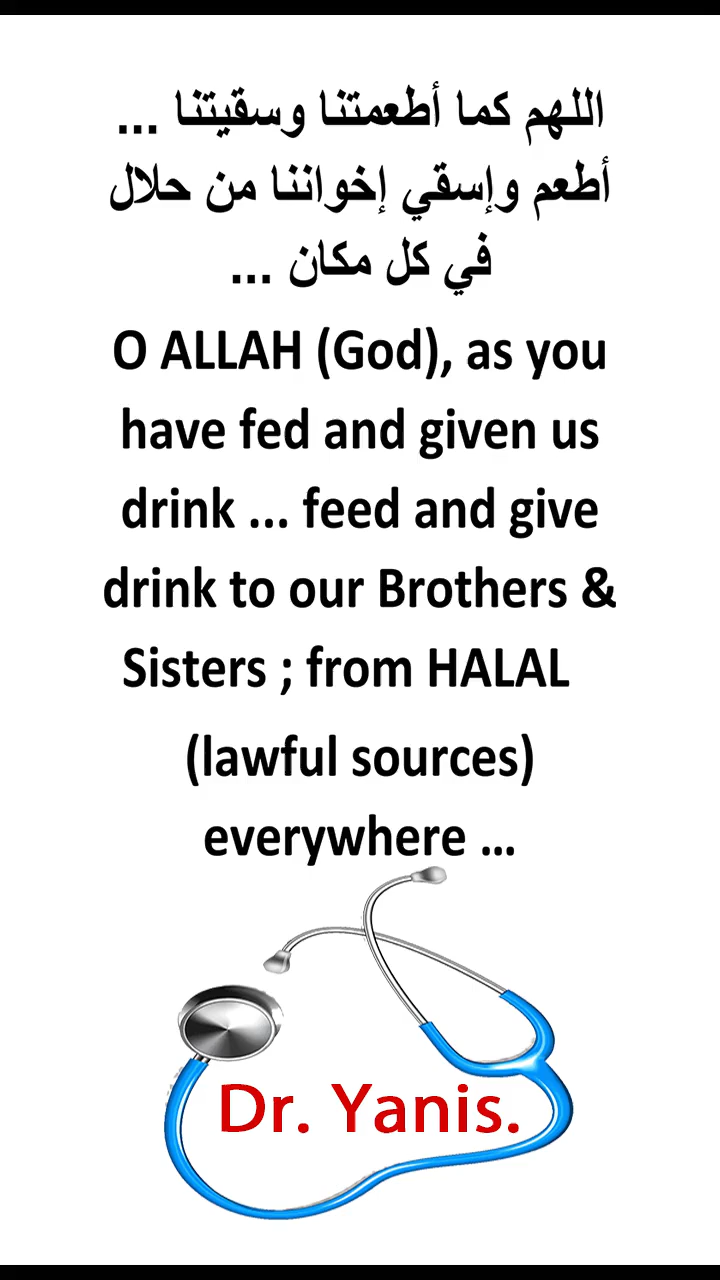 اللهم كما أطعمتنا وسقيتنا ...
أطعم وإسقي إخواننا من حلال
في كل مكان ...
O ALLAH (God), as you
have fed and given us
drink ... feed and give
drink to our Brothers &
Sisters ; from HALAL
(lawful sources)
everywhere ...
Dr. Yanis.